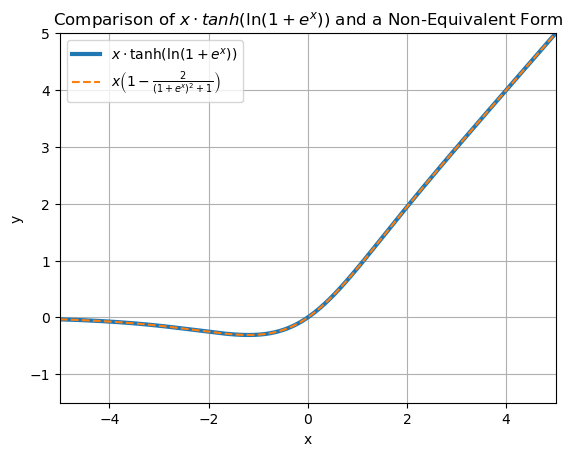 Comparison of x · tanh(ln(1 + e^x)) and a Non-Equivalent Form
x · tanh(ln(1 + e^x))
x(1 − 2/((1 + e^x)^2 + 1))
5
4
3
2
1
0
−1
y
−4
−2
0
2
4
x